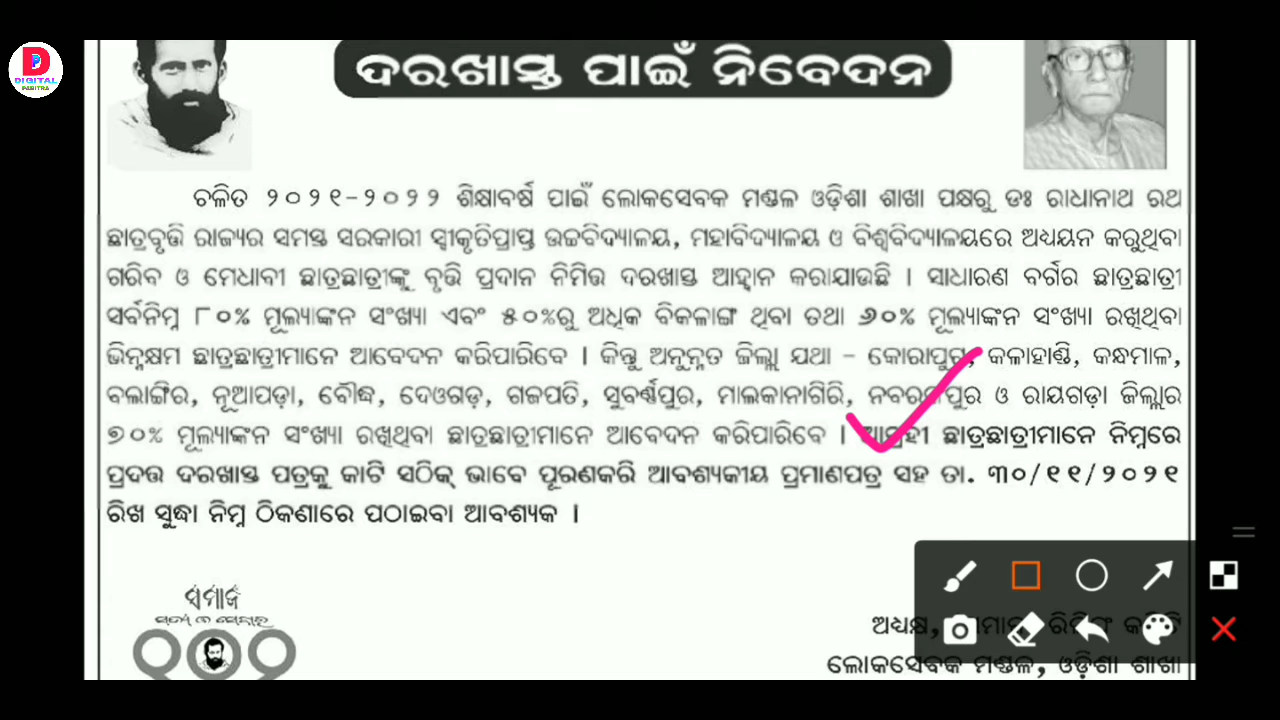 DIGITAL
PABITRA
ଦରଖାସ୍ତ ପାଇଁ ନିବେଦନ
ଚଳିତ ୨୦୨୧-୨୦୨୨ ଶିକ୍ଷାବର୍ଷ ପାଇଁ ଲୋକସେବକ ମଣ୍ଡଳ ଓଡ଼ିଶା ଶାଖା ପକ୍ଷରୁ ଡଃ ରାଧାନାଥ ରଥ
ଛାତ୍ରବୃତ୍ତି ରାଜ୍ୟର ସମସ୍ତ ସରକାରୀ ସ୍ୱୀକୃତିପ୍ରାପ୍ତ ଉଚ୍ଚବିଦ୍ୟାଳୟ, ମହାବିଦ୍ୟାଳୟ ଓ ବିଶ୍ୱବିଦ୍ୟାଳୟରେ ଅଧ୍ୟୟନ କରୁଥିବା
ଗରିବ ଓ ମେଧାବୀ ଛାତ୍ରଛାତ୍ରୀଙ୍କୁ ବୃତ୍ତି ପ୍ରଦାନ ନିମିତ୍ତ ଦରଖାସ୍ତ ଆହ୍ୱାନ କରାଯାଉଛି । ସାଧାରଣ ବର୍ଗର ଛାତ୍ରଛାତ୍ରୀ
ସର୍ବନିମ୍ନ ୮୦% ମୂଲ୍ୟାଙ୍କନ ସଂଖ୍ୟା ଏବଂ ୫୦%ରୁ ଅଧିକ ବିକଳାଙ୍ଗ ଥିବା ତଥା ୬୦% ମୂଲ୍ୟାଙ୍କନ ସଂଖ୍ୟା ରଖିଥିବା
ଭିନ୍ନକ୍ଷମ ଛାତ୍ରଛାତ୍ରୀମାନେ ଆବେଦନ କରିପାରିବେ । କିନ୍ତୁ ଅନୁନ୍ନତ ଜିଲ୍ଲା ଯଥା - କୋରାପୁଟ, କଳାହାଣ୍ଡି, କନ୍ଧମାଳ,
ବଲାଙ୍ଗିର, ନୂଆପଡ଼ା, ବୌଦ୍ଧ, ଦେଓଗଡ଼, ଗଜପତି, ସୁବର୍ଣ୍ଣପୁର, ମାଲକାନାଗିରି, ନବରଙ୍ଗପୁର ଓ ରାୟଗଡ଼ା ଜିଲ୍ଲାର
୭୦% ମୂଲ୍ୟାଙ୍କନ ସଂଖ୍ୟା ରଖିଥିବା ଛାତ୍ରଛାତ୍ରୀମାନେ ଆବେଦନ କରିପାରିବେ । ଆଗ୍ରହୀ ଛାତ୍ରଛାତ୍ରୀମାନେ ନିମ୍ନରେ
ପ୍ରଦତ୍ତ ଦରଖାସ୍ତ ପତ୍ରକୁ କାଟି ସଠିକ୍ ଭାବେ ପୂରଣକରି ଆବଶ୍ୟକୀୟ ପ୍ରମାଣପତ୍ର ସହ ତା. ୩୦/୧୧/୨୦୨୧
ରିଖ ସୁଦ୍ଧା ନିମ୍ନ ଠିକଣାରେ ପଠାଇବା ଆବଶ୍ୟକ ।
ସମାଜ
ଅଧ୍ୟକ୍ଷ,
ଲୋକସେବକ ମଣ୍ଡଳ, ଓଡ଼ିଶା ଶାଖା